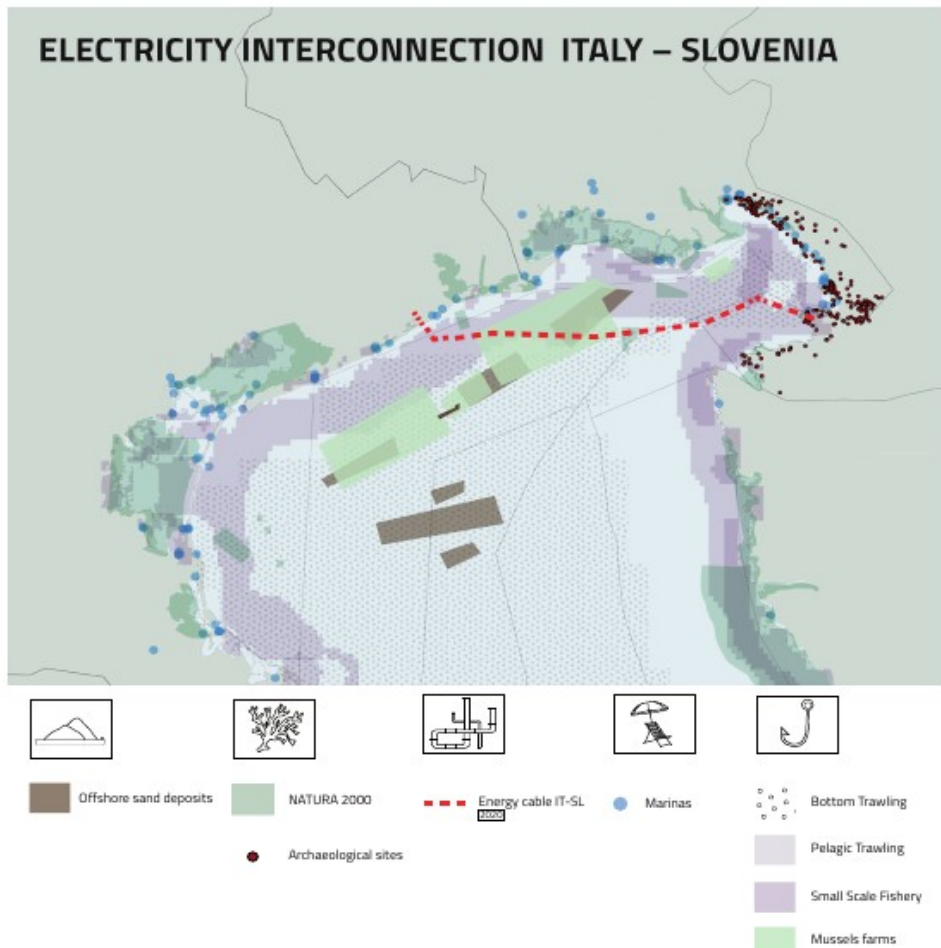 ELECTRICITY INTERCONNECTION ITALY – SLOVENIA
Offshore sand deposits
NATURA 2000
Energy cable IT-SL
2020
Marinas
Bottom Trawling
Archaeological sites
Pelagic Trawling
Small Scale Fishery
Mussels farms